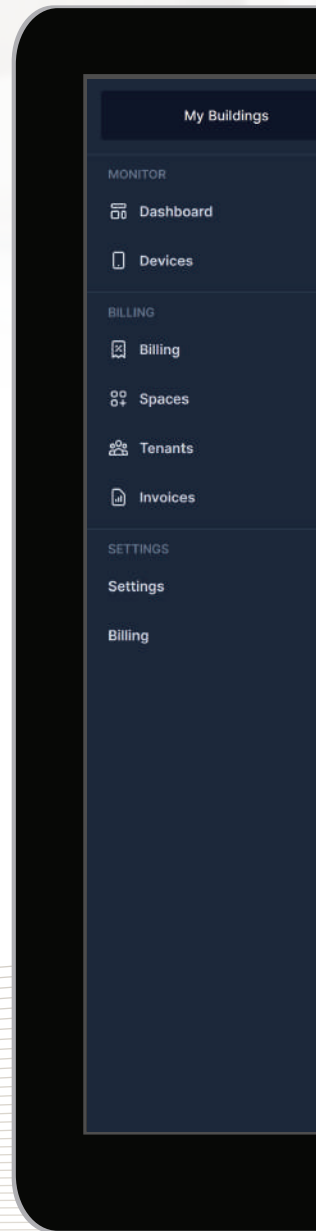 My Buildings
MONITOR
Dashboard
Devices
BILLING
Billing
Spaces
Tenants
Invoices
SETTINGS
Settings
Billing